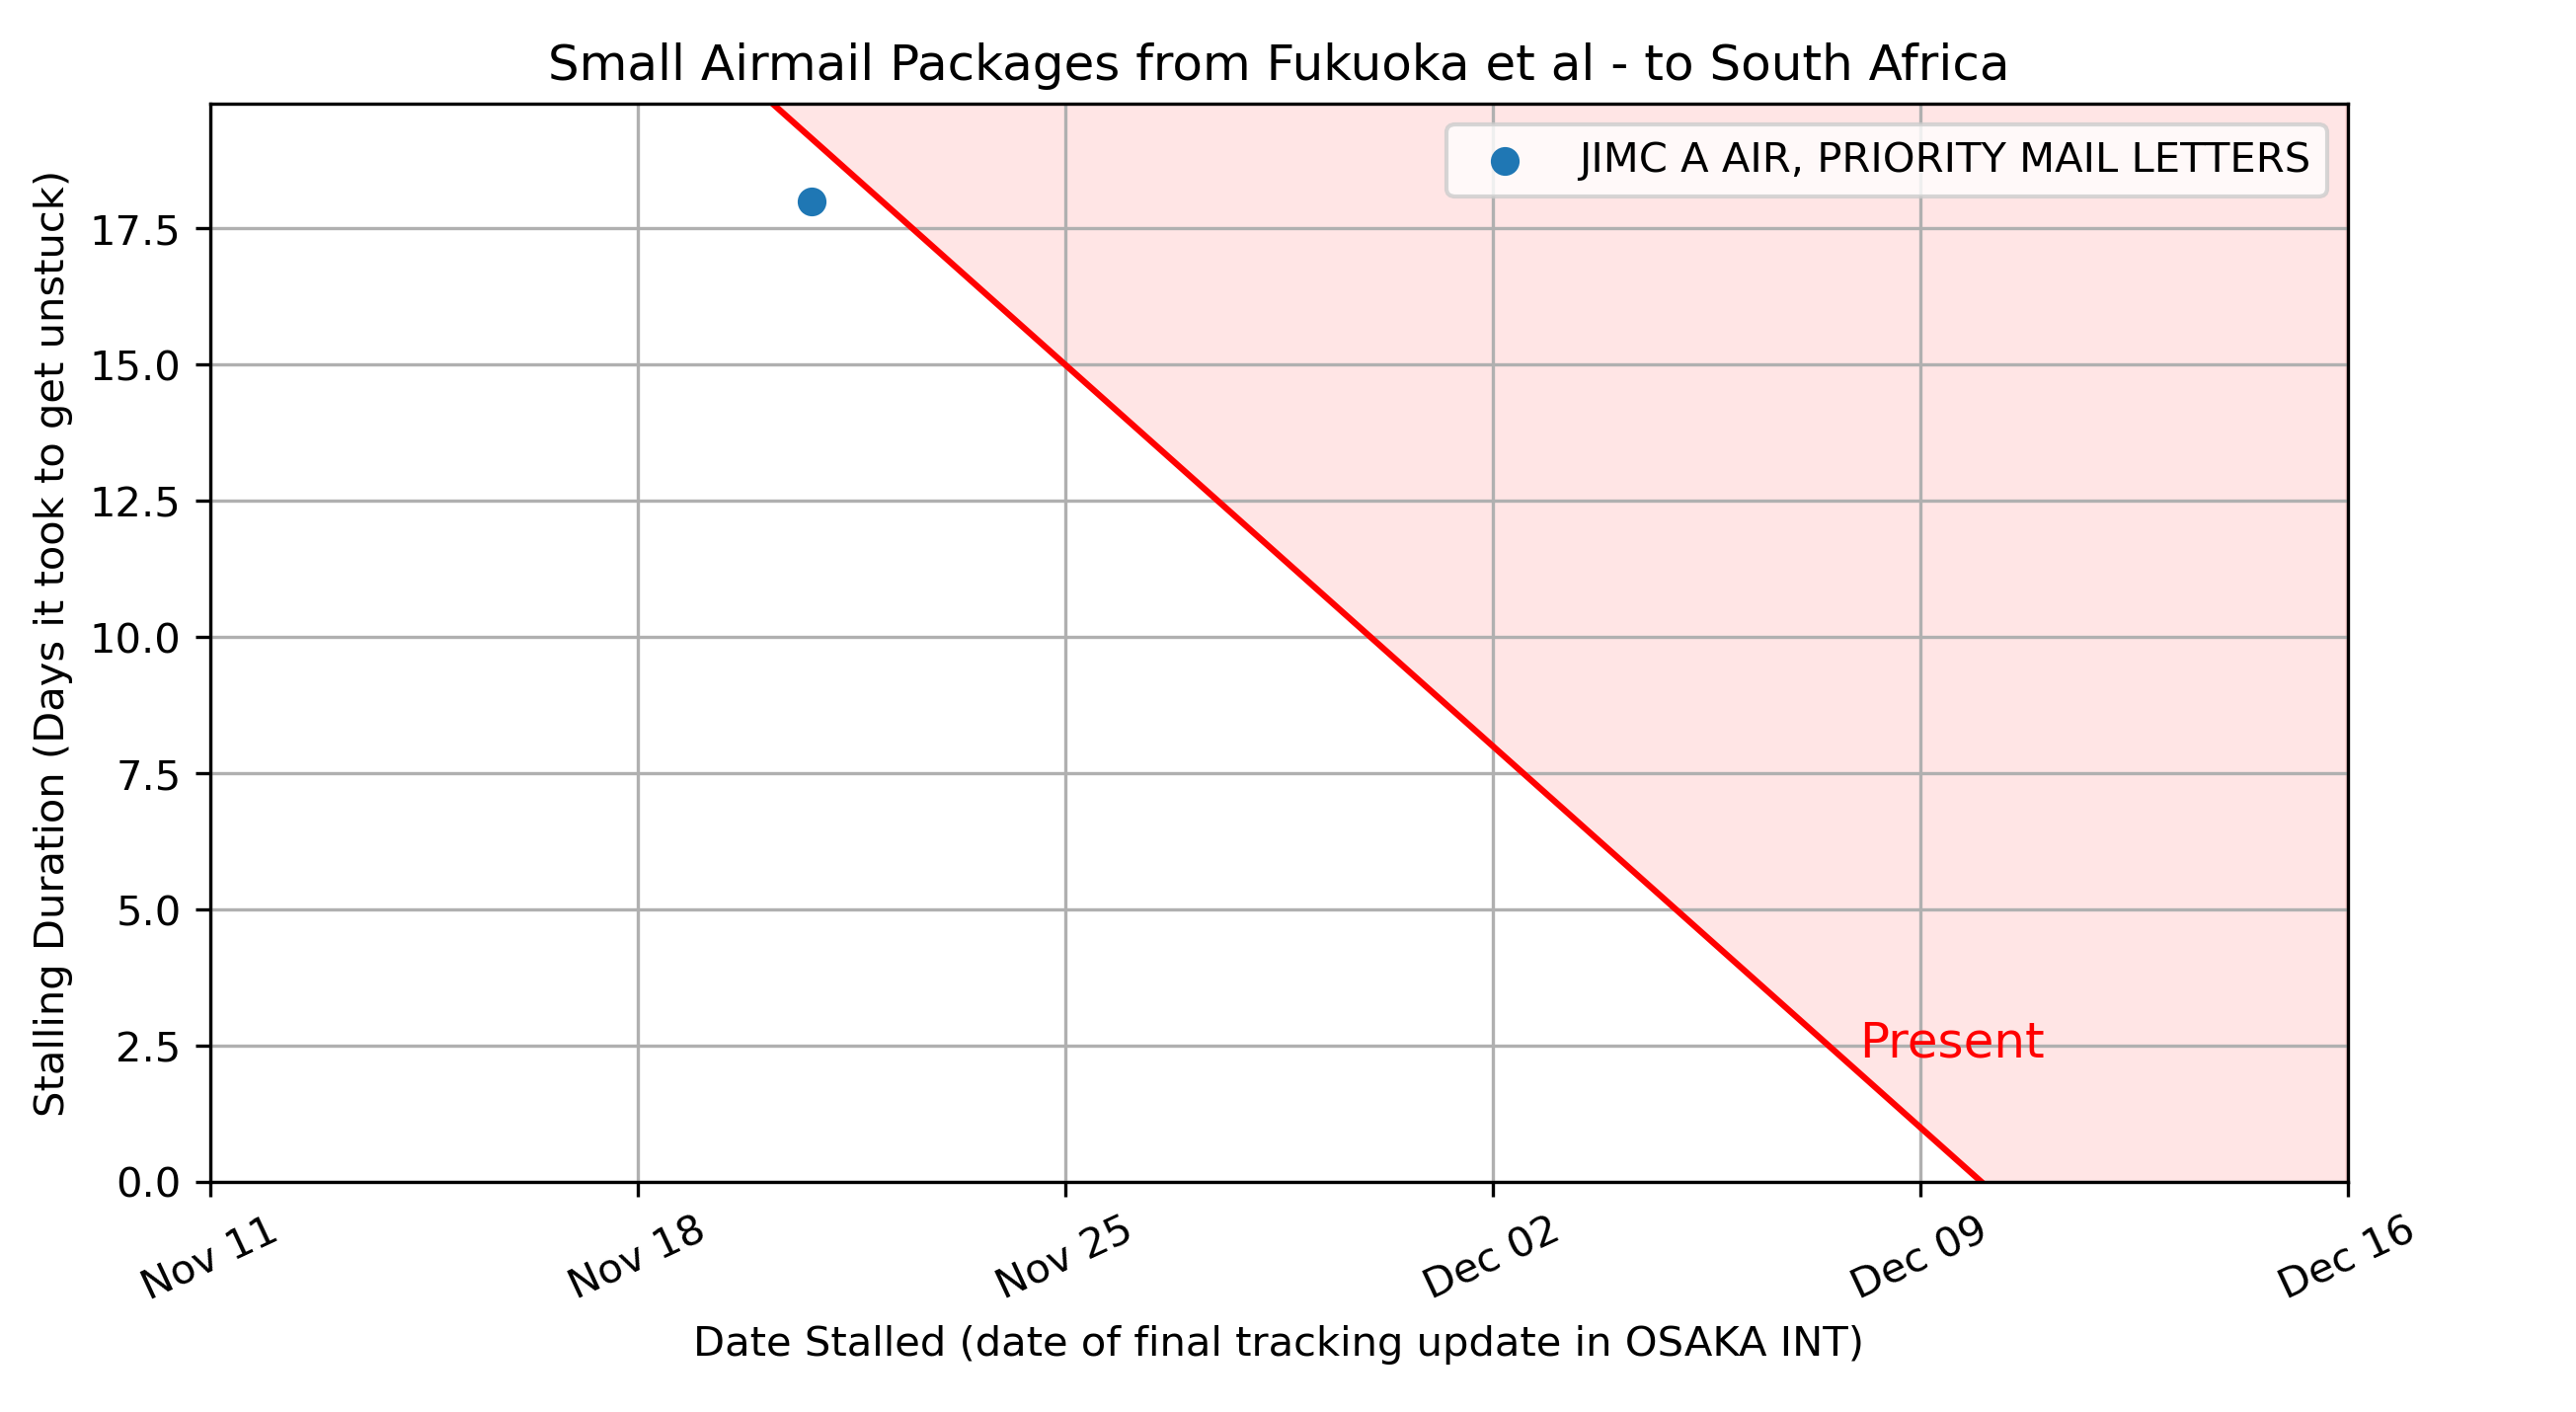 Small Airmail Packages from Fukuoka et al - to South Africa
JIMC A AIR, PRIORITY MAIL LETTERS
Stalling Duration (Days it took to get unstuck)
17.5
15.0
12.5
10.0
7.5
5.0
2.5
0.0
Present
Nov 11
Nov 18
Nov 25
Dec 02
Dec 09
Dec 16
Date Stalled (date of final tracking update in OSAKA INT)